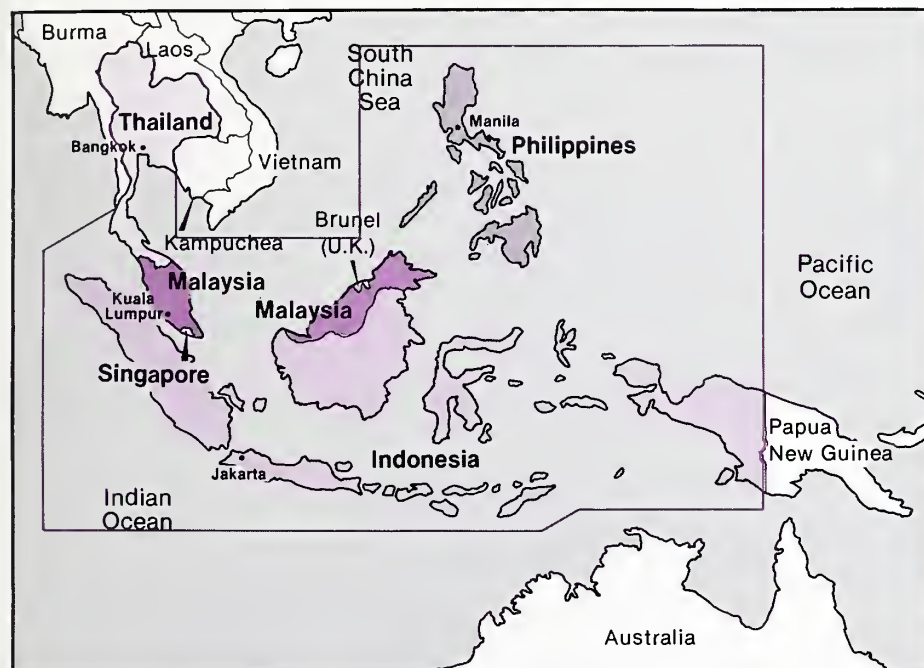 Burma
Laos
South
China
Sea
Thailand
Bangkok
Manila
Philippines
Vietnam
Brunel
(U.K.)
Kampuchea
Pacific
Ocean
Malaysia
Kuala
Lumpur
Malaysia
Singapore
Papua
New Guinea
Indonesia
Jakarta
Indian
Ocean
Australia